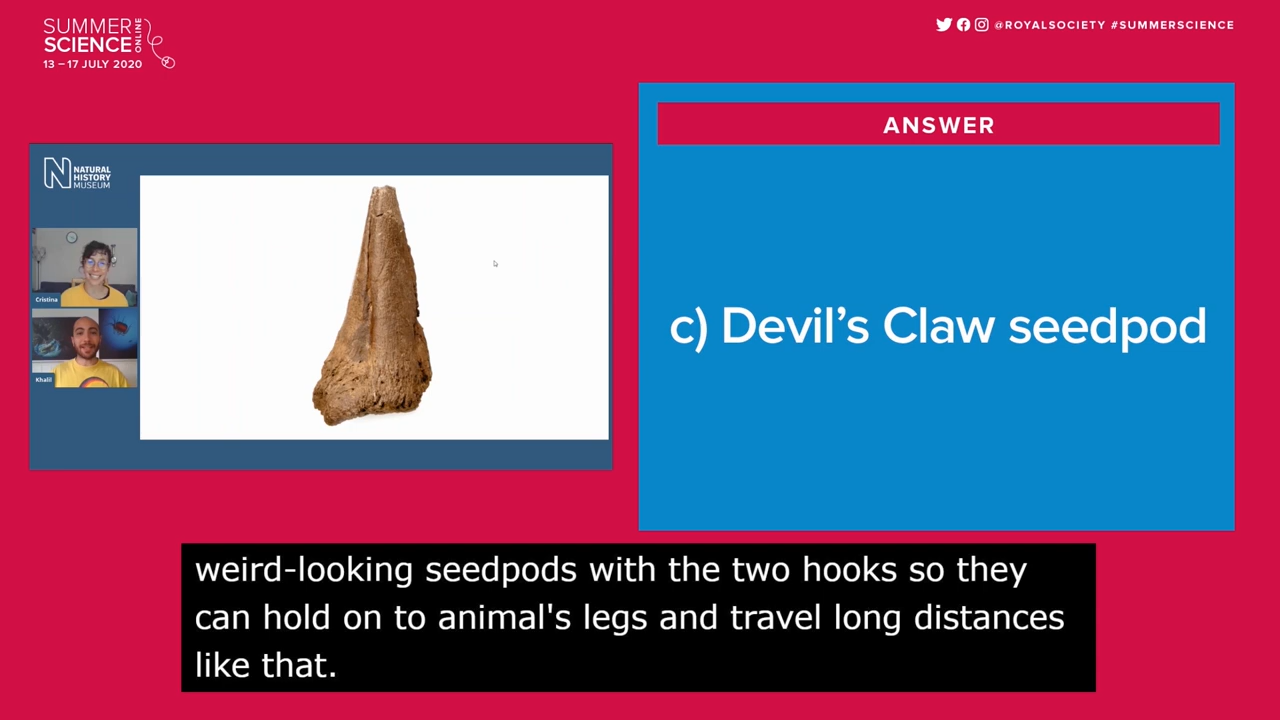 SUMMER
SCIENCE
ONLINE
13 – 17 JULY 2020
@ROYALSOCIETY #SUMMERSCIENCE
NATURAL
HISTORY
MUSEUM
Cristina
Khalil
ANSWER
c) Devil’s Claw seedpod
weird-looking seedpods with the two hooks so they
can hold on to animal's legs and travel long distances
like that.